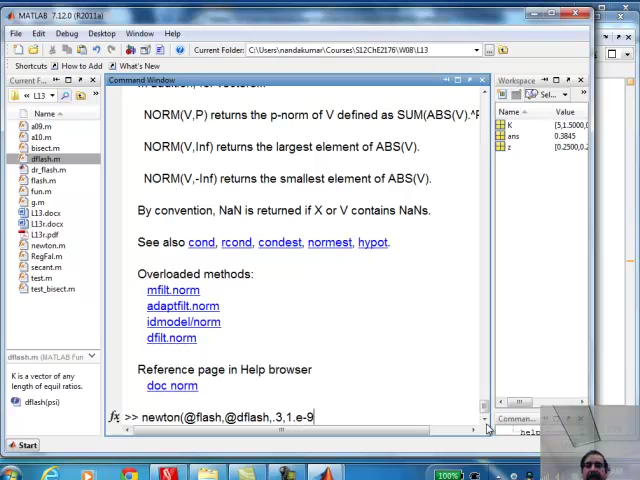 MATLAB 7.12.0 (R2011a)
File Edit Debug Desktop Window Help
Current Folder: C:\Users\nandakumar\Courses\S12ChE2176\W08\L13
Shortcuts How to Add What's New
Current F...
« L13
Name
a09.m
a10.m
bisect.m
dflash.m
dr_flash.m
flash.m
fun.m
g.m
L13.docx
L13r.docx
L13r.pdf
newton.m
RegFal.m
secant.m
test.m
test_bisect.m
dflash.m (MATLAB Fun
K is a vector of
length of equil ratios.
dflash(psi)
Command Window
NORM(V,P) returns the p-norm of V defined as SUM(ABS(V).^P
NORM(V,Inf) returns the largest element of ABS(V).
NORM(V,-Inf) returns the smallest element of ABS(V).
By convention, NaN is returned if X or V contains NaNs.
See also cond, rcond, condest, normest, hypot.
Overloaded methods:
mfilt.norm
adaptfilt.norm
idmodel/norm
dfilt.norm
Reference page in Help browser
doc norm
fx >> newton(@flash,@dflash,.3,1.e-9
Workspace
Sel...
Name Value
K [5,1.5000,0
ans 0.3845
z [0.2500,0.2
Comman...
help
Start
100%